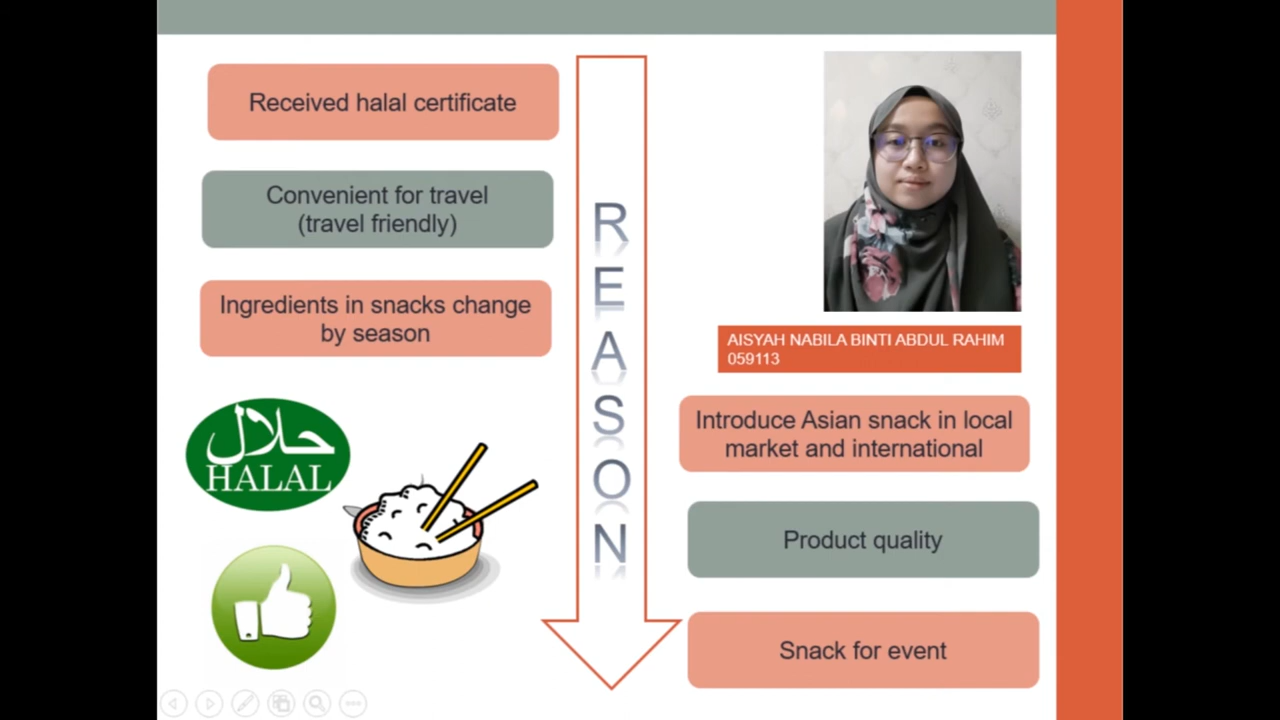 Received halal certificate
Convenient for travel
(travel friendly)
Ingredients in snacks change
by season
حلال
HALAL
R
E
A
S
O
N
AISYAH NABILA BINTI ABDUL RAHIM
059113
Introduce Asian snack in local
market and international
Product quality
Snack for event